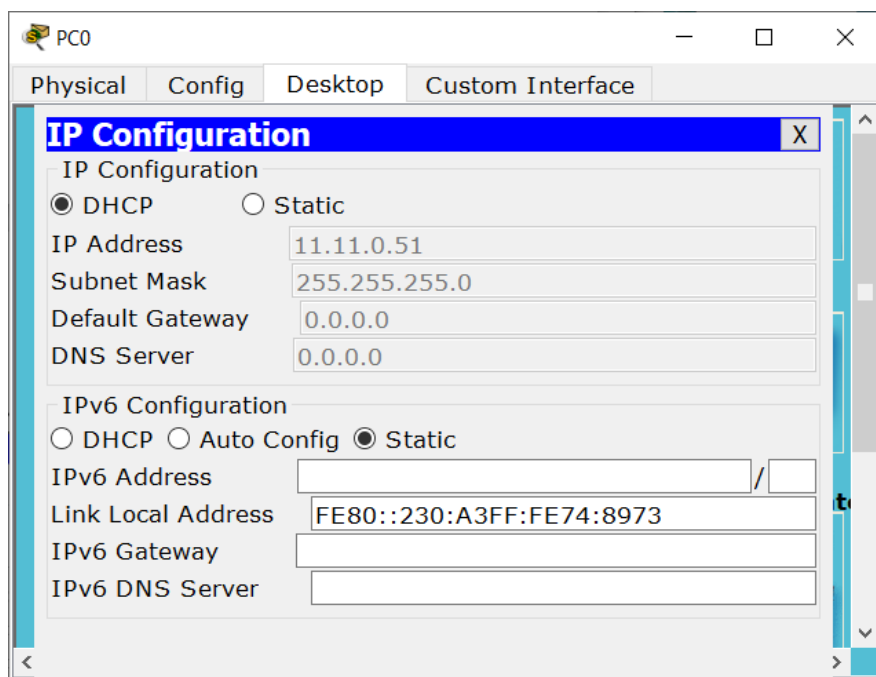 PC0
Physical Config Desktop Custom Interface
IP Configuration X
IP Configuration
DHCP Static
IP Address 11.11.0.51
Subnet Mask 255.255.255.0
Default Gateway 0.0.0.0
DNS Server 0.0.0.0
IPv6 Configuration
DHCP Auto Config Static
IPv6 Address /
Link Local Address FE80::230:A3FF:FE74:8973
IPv6 Gateway
IPv6 DNS Server